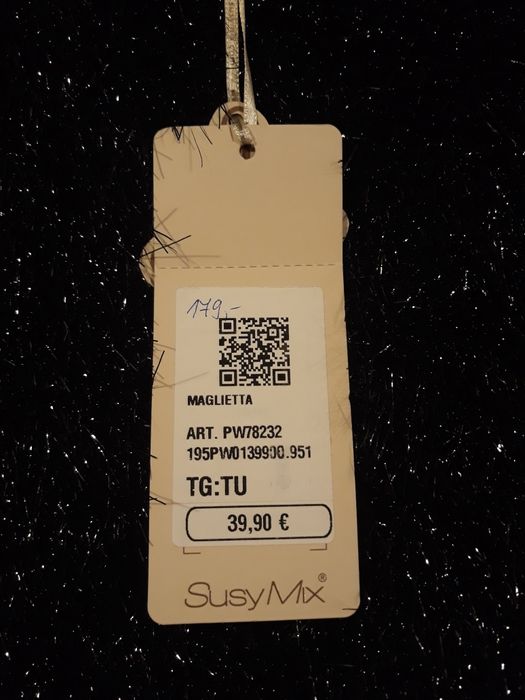 179,-
MAGLIETTA
ART. PW78232
195PW0139900.951
TG:TU
39,90 €
SusyMix®